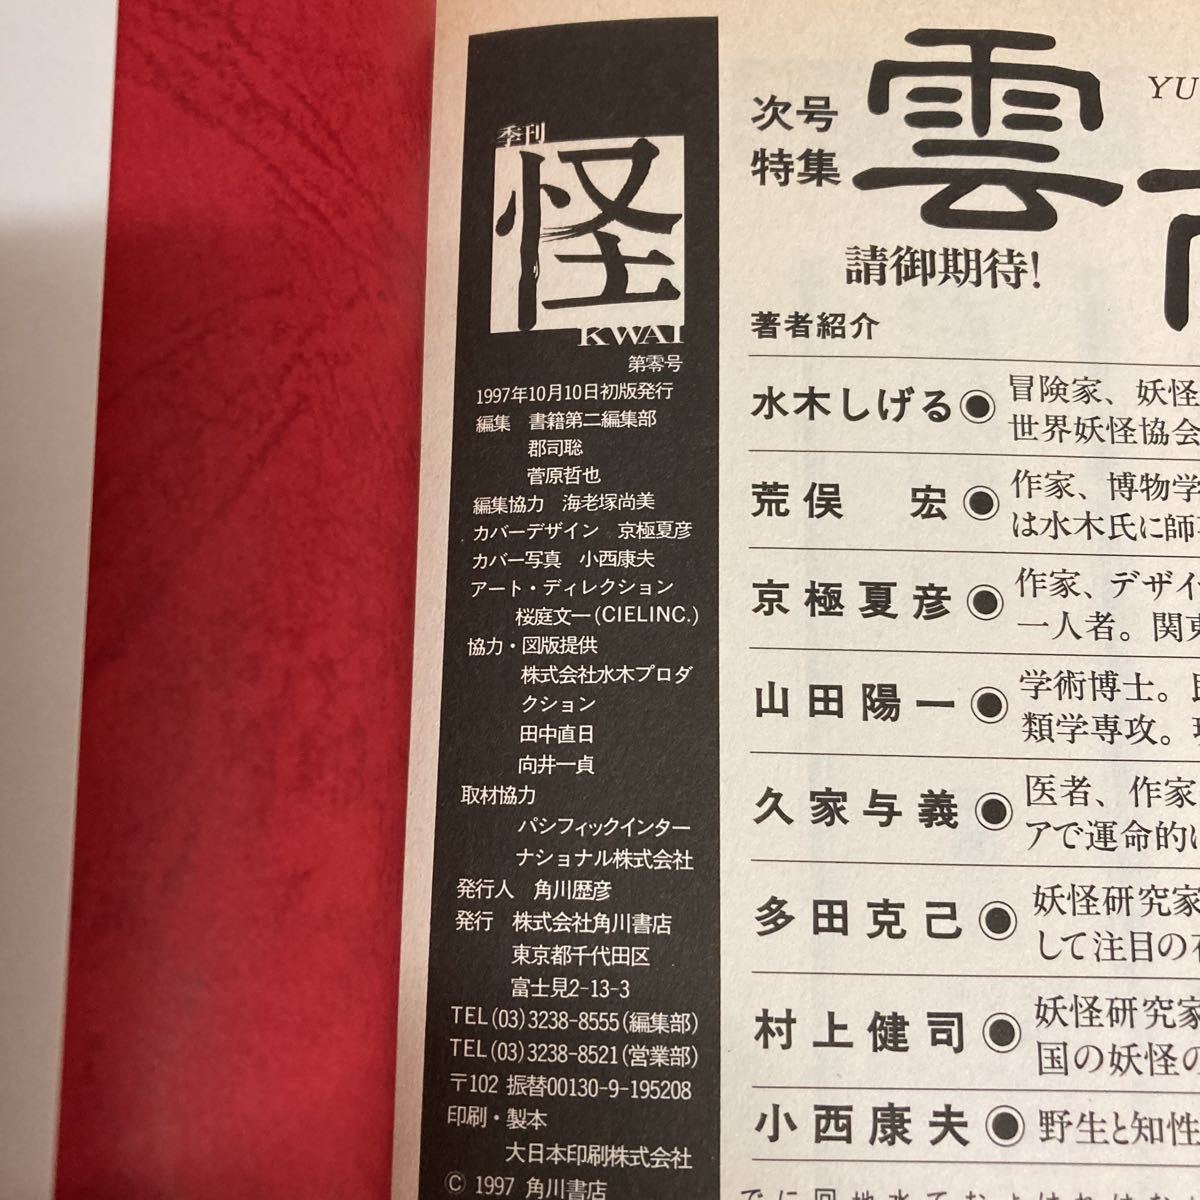 季刊
怪
KWAI
第零号
1997年10月10日初版発行
編集 書籍第二編集部
郡司聡
菅原哲也
編集協力 海老塚尚美
カバーデザイン 京極夏彦
カバー写真 小西康夫
アート・ディレクション
桜庭文一(CIELINC.)
協力・図版提供
株式会社水木プロダ
クション
田中直日
向井一貞
取材協力
パシフィックインター
ナショナル株式会社
発行人 角川歴彦
発行 株式会社角川書店
東京都千代田区
富士見2-13-3
TEL(03)3238-8555(編集部)
TEL(03)3238-8521(営業部)
〒102 振替00130-9-195208
印刷・製本
大日本印刷株式会社
© 1997 角川書店
次号
特集
雲
YU
請御期待!
著者紹介
水木しげる◉冒険家、妖怪
世界妖怪協会
荒俣 宏◉作家、博物学
は水木氏に師
京極夏彦◉作家、デザイ
一人者。関東
山田陽一◉学術博士。
類学専攻。
久家与義◉医者、作家
アで運命的に
多田克己◉妖怪研究家
して注目の
村上健司◉妖怪研究家
国の妖怪の
小西康夫◉野生と知性